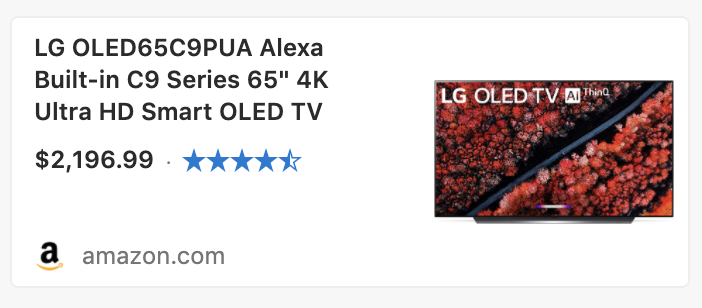 LG OLED65C9PUA Alexa
Built-in C9 Series 65" 4K
Ultra HD Smart OLED TV
$2,196.99 ·
LG OLED TV AI ThinQ
a amazon.com